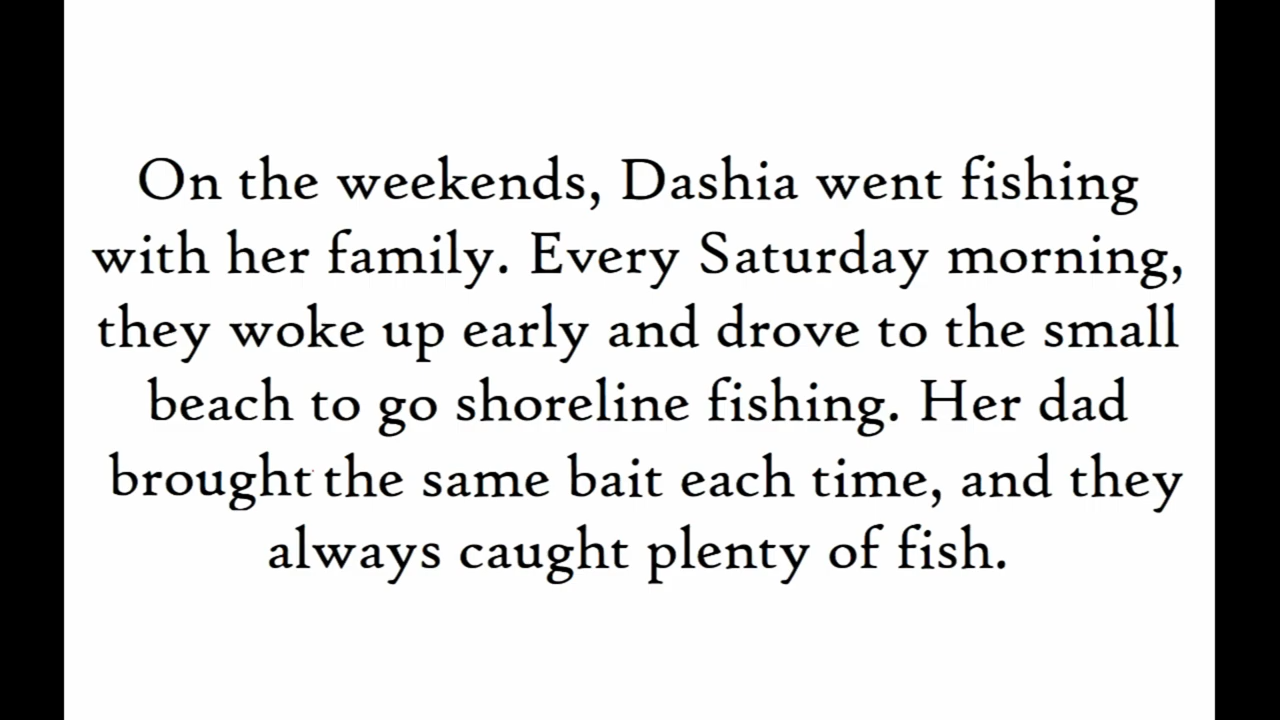 On the weekends, Dashia went fishing
with her family. Every Saturday morning,
they woke up early and drove to the small
beach to go shoreline fishing. Her dad
brought the same bait each time, and they
always caught plenty of fish.